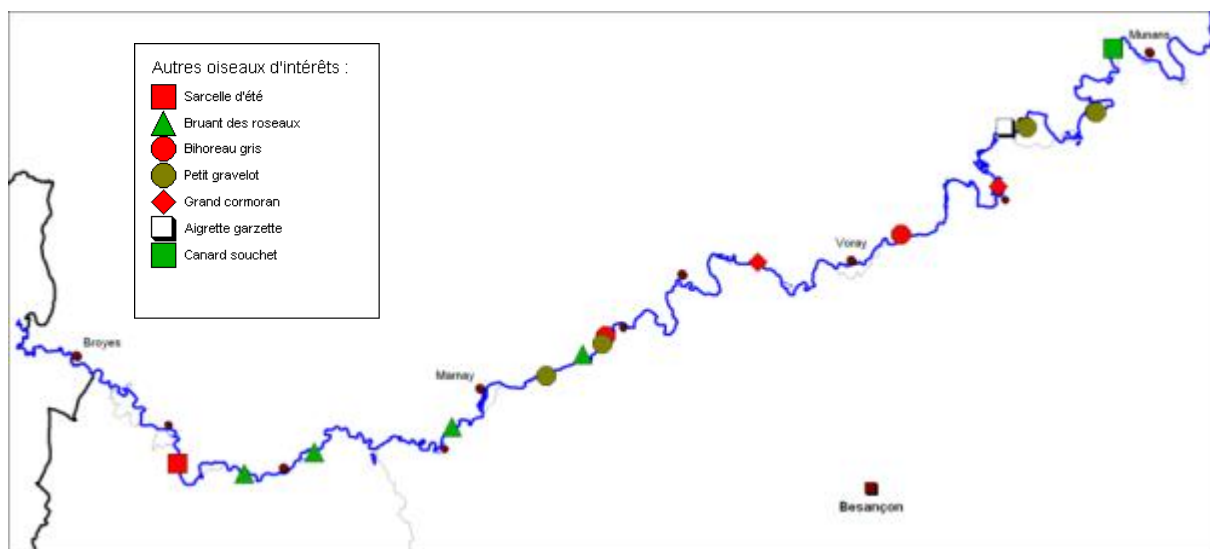 Autres oiseaux d'intérêts :
Sarcelle d'été
Bruant des roseaux
Bihoreau gris
Petit gravelot
Grand cormoran
Aigrette garzette
Canard souchet
Munans
Voray
Broyes
Marnay
Besançon